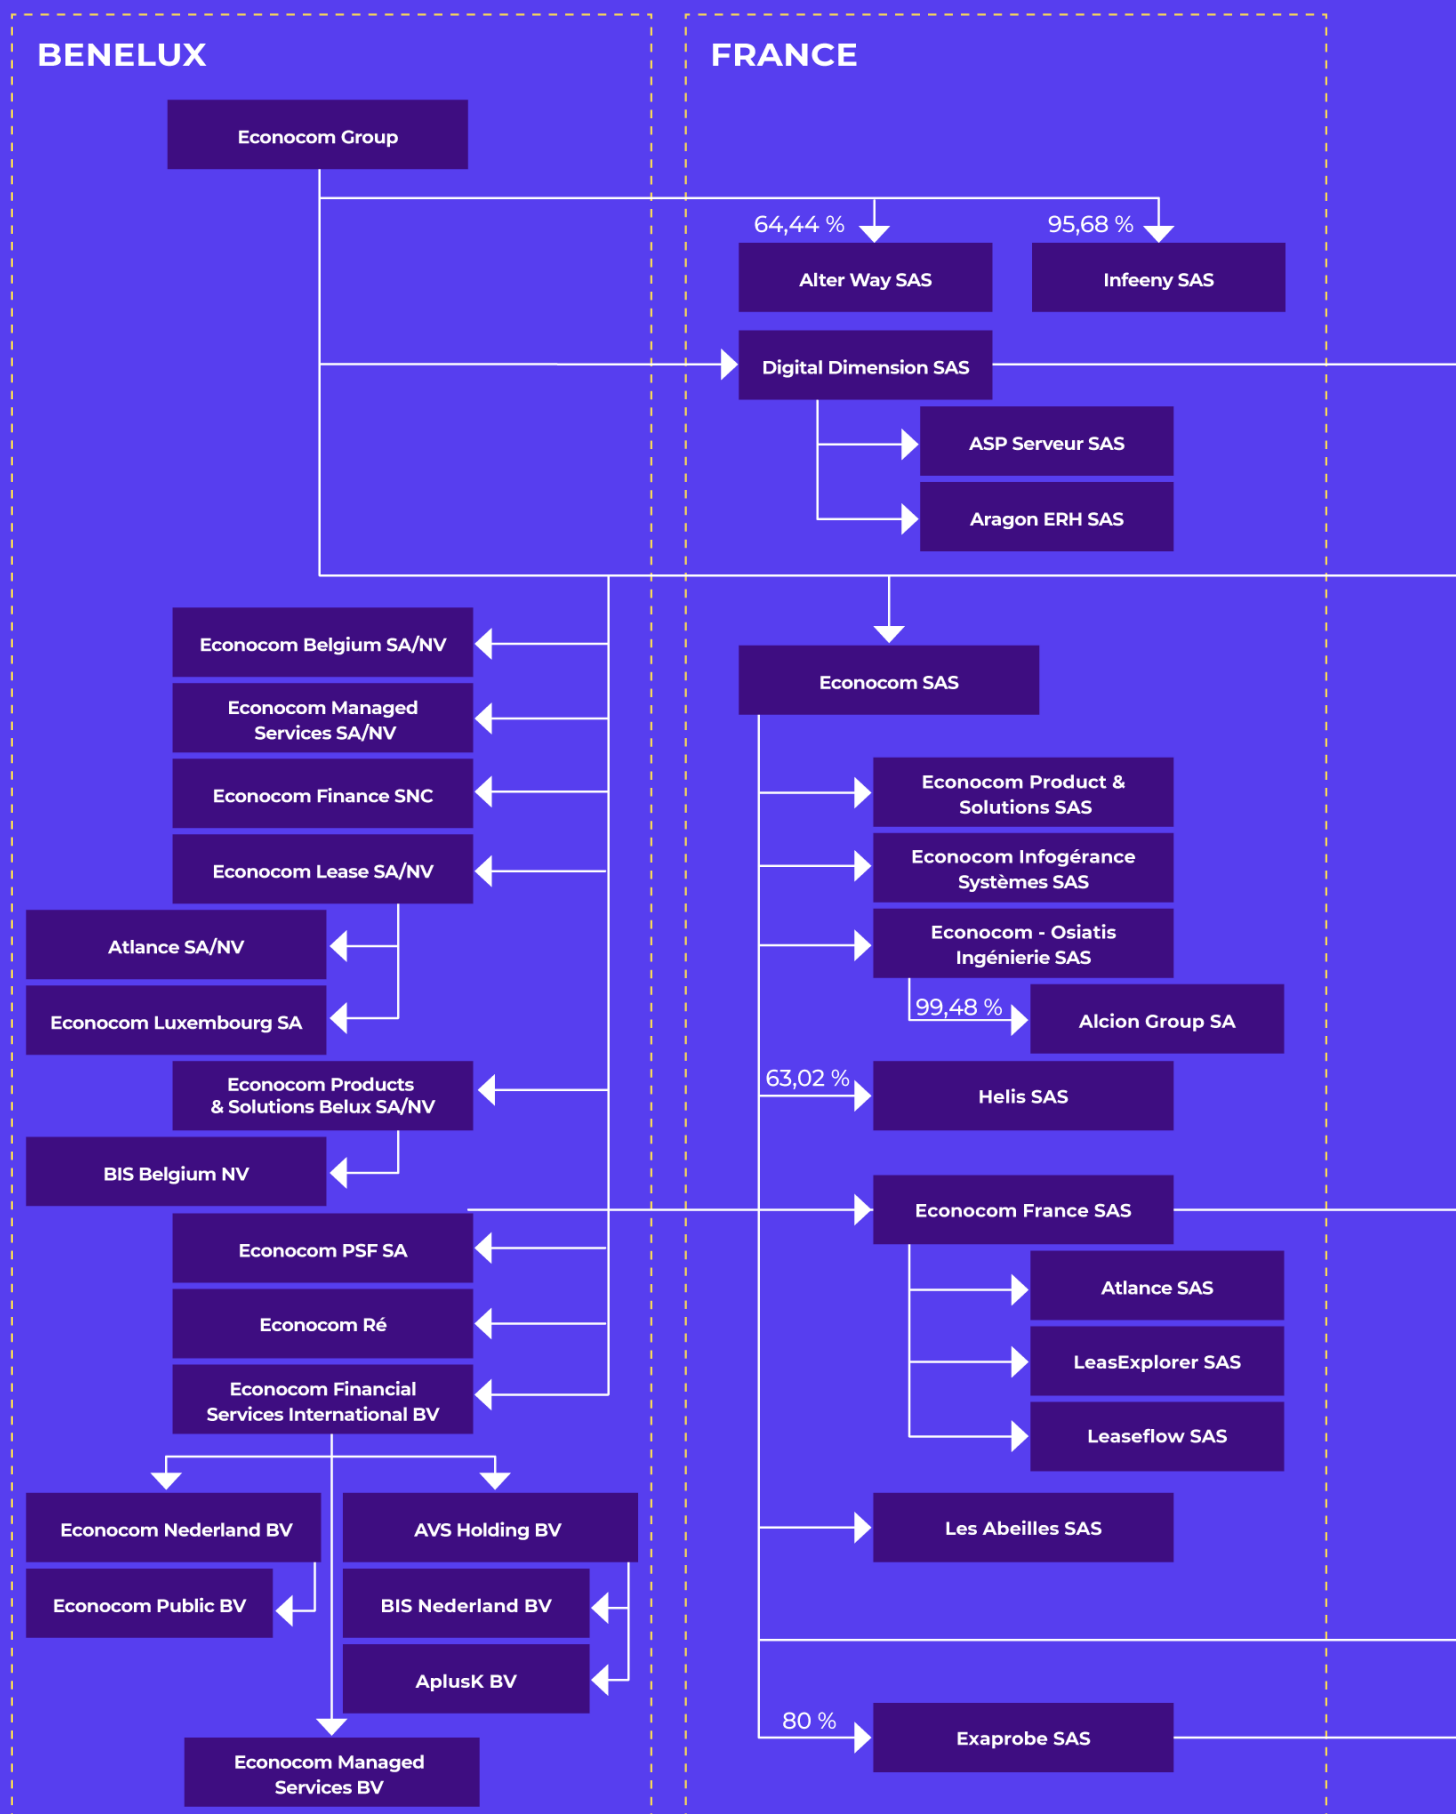 BENELUX
Econocom Group
Econocom Belgium SA/NV
Econocom Managed
Services SA/NV
Econocom Finance SNC
Econocom Lease SA/NV
Atlance SA/NV
Econocom Luxembourg SA
Econocom Products
& Solutions Belux SA/NV
BIS Belgium NV
Econocom PSF SA
Econocom Ré
Econocom Financial
Services International BV
Econocom Nederland BV
Econocom Public BV
AVS Holding BV
BIS Nederland BV
AplusK BV
Econocom Managed
Services BV
FRANCE
64,44 %
Alter Way SAS
95,68 %
Infeeny SAS
Digital Dimension SAS
ASP Serveur SAS
Aragon ERH SAS
Econocom SAS
Econocom Product &
Solutions SAS
Econocom Infogérance
Systèmes SAS
Econocom - Osiatis
Ingénierie SAS
99,48 %
Alcion Group SA
63,02 %
Helis SAS
Econocom France SAS
Atlance SAS
LeasExplorer SAS
Leaseflow SAS
Les Abeilles SAS
80 %
Exaprobe SAS